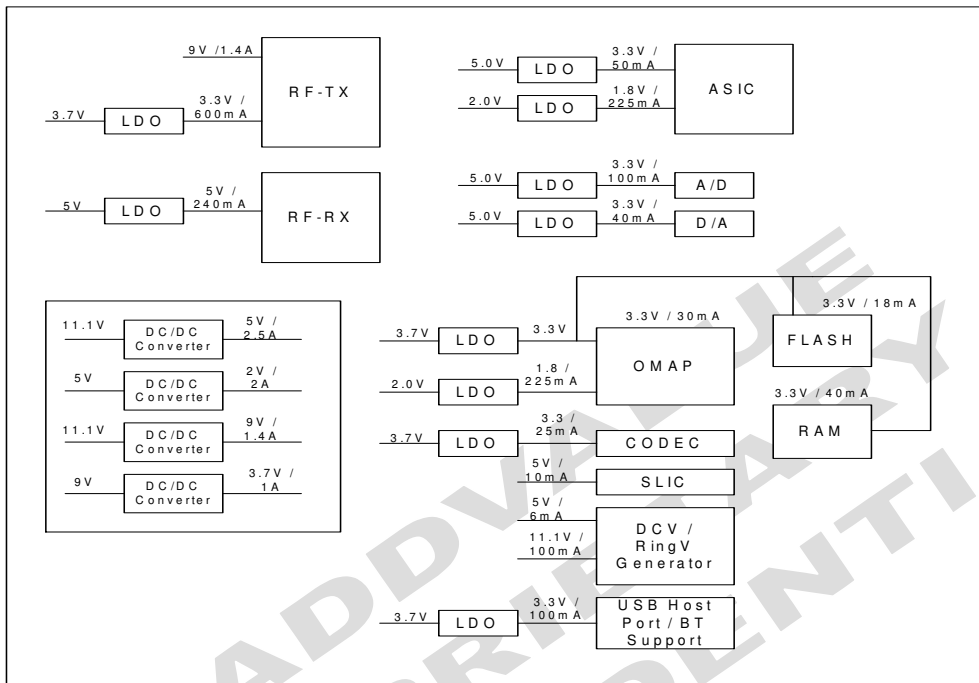 9V /1.4A
RF-TX
3.7V
LDO
3.3V /
600mA
5V
LDO
5V /
240mA
RF-RX
5.0V
LDO
3.3V /
50mA
ASIC
2.0V
LDO
1.8V /
225mA
5.0V
LDO
3.3V /
100mA
A/D
5.0V
LDO
3.3V /
40mA
D/A
11.1V
DC/DC
Converter
5V /
2.5A
5V
DC/DC
Converter
2V /
2A
11.1V
DC/DC
Converter
9V /
1.4A
9V
DC/DC
Converter
3.7V /
1A
3.7V
LDO
3.3V
3.3V / 30mA
OMAP
2.0V
LDO
1.8 /
225mA
3.3V / 18mA
FLASH
3.3V / 40mA
RAM
3.7V
LDO
3.3 /
25mA
CODEC
5V /
10mA
SLIC
5V /
6mA
11.1V /
100mA
DCV /
RingV
Generator
3.7V
LDO
3.3V /
100mA
USB Host
Port / BT
Support
ADDVALUE
RIETARY
DENTI